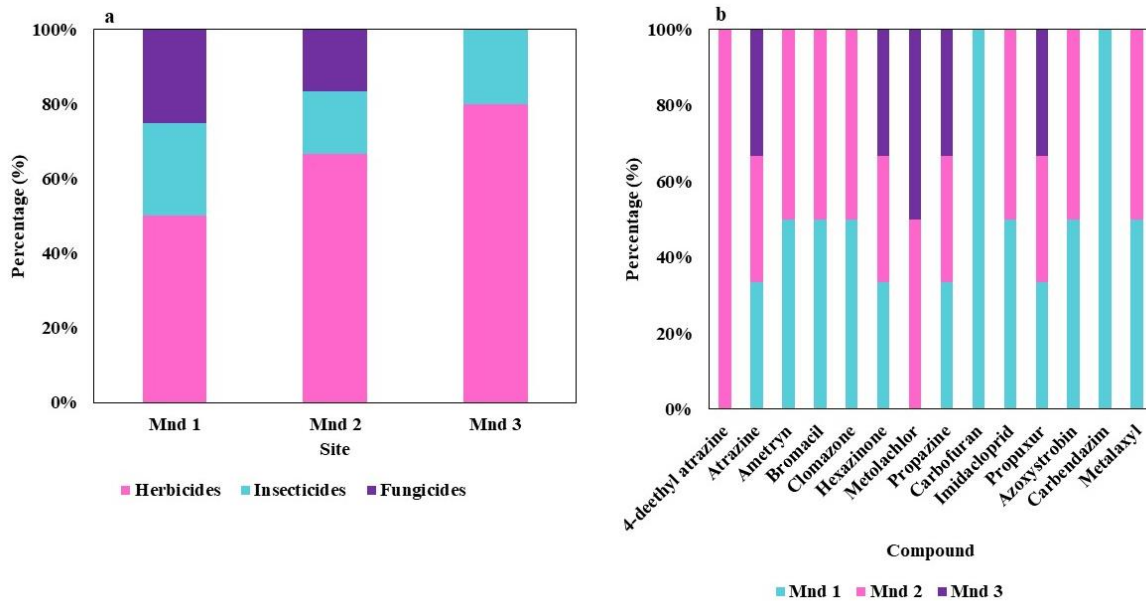 a
Percentage (%)
100%
80%
60%
40%
20%
0%
Mnd 1 Mnd 2 Mnd 3
Site
Herbicides Insecticides Fungicides
b
Percentage (%)
100%
80%
60%
40%
20%
0%
4-deethyl atrazine
Atrazine
Ametryn
Bromacil
Clomazone
Hexazinone
Metolachlor
Propazine
Carbofuran
Imidacloprid
Propuxur
Azoxystrobin
Carbendazim
Metalaxyl
Compound
Mnd 1 Mnd 2 Mnd 3